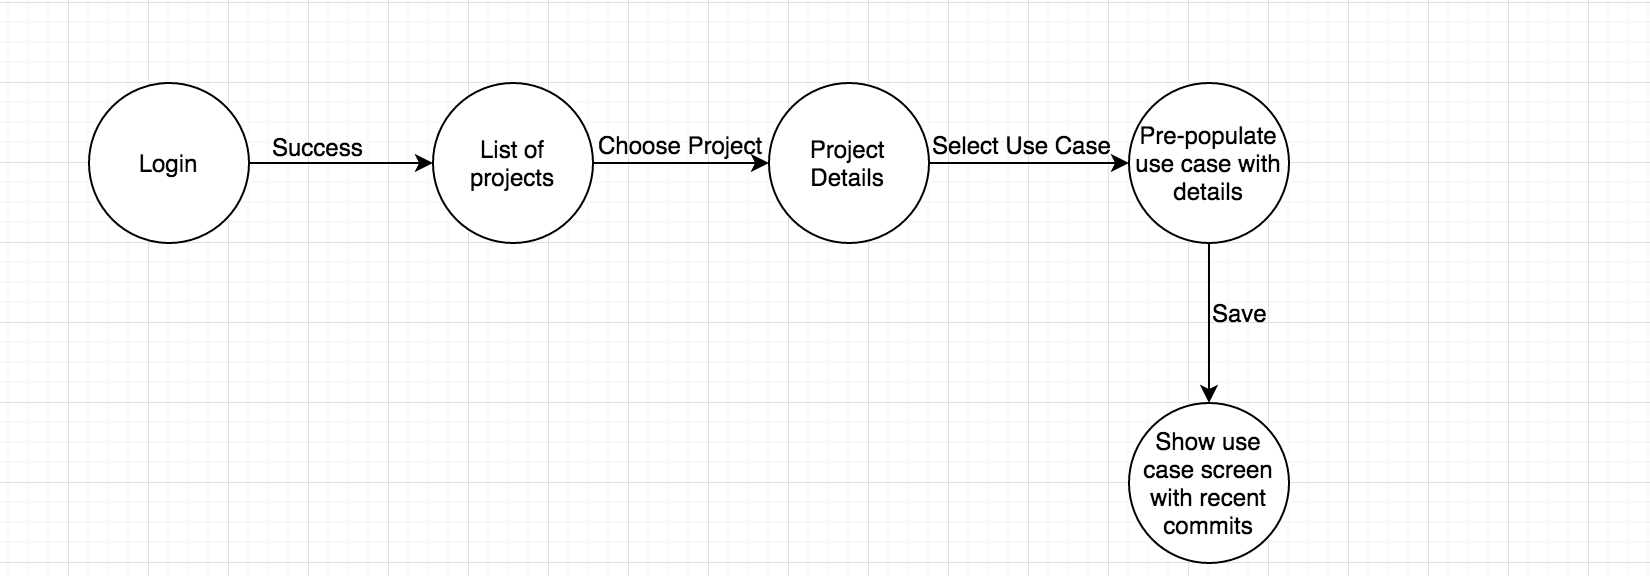 Login
Success
List of
projects
Choose Project
Project
Details
Select Use Case
Pre-populate
use case with
details
Save
Show use
case screen
with recent
commits